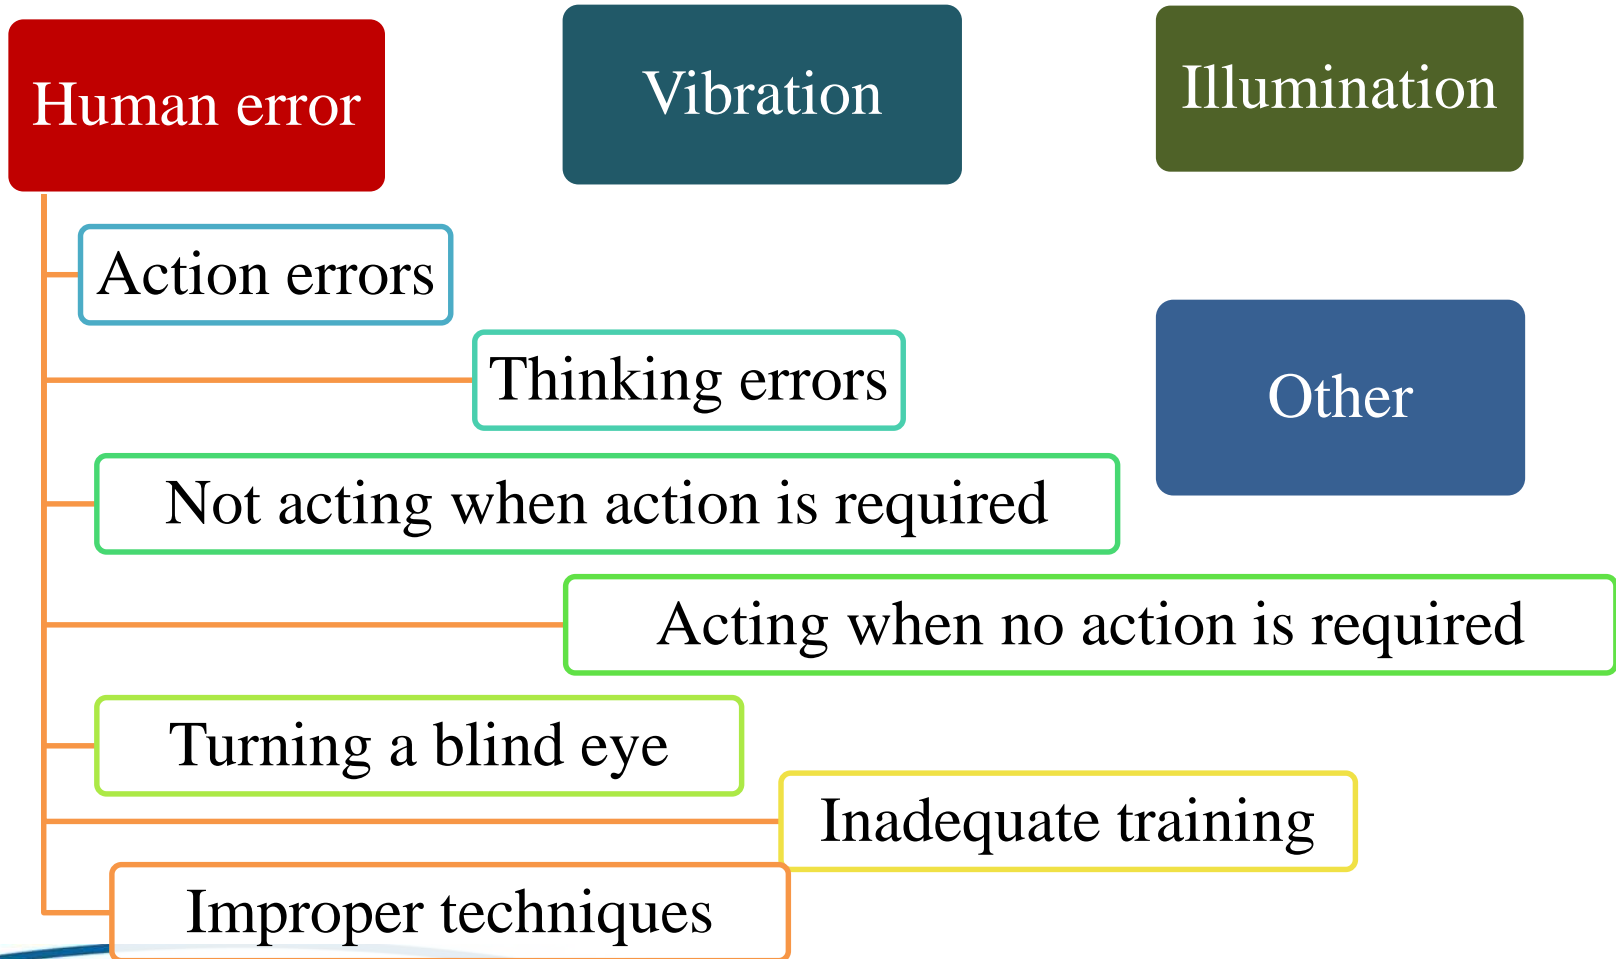 Human error
Vibration
Illumination
Action errors
Thinking errors
Other
Not acting when action is required
Acting when no action is required
Turning a blind eye
Inadequate training
Improper techniques